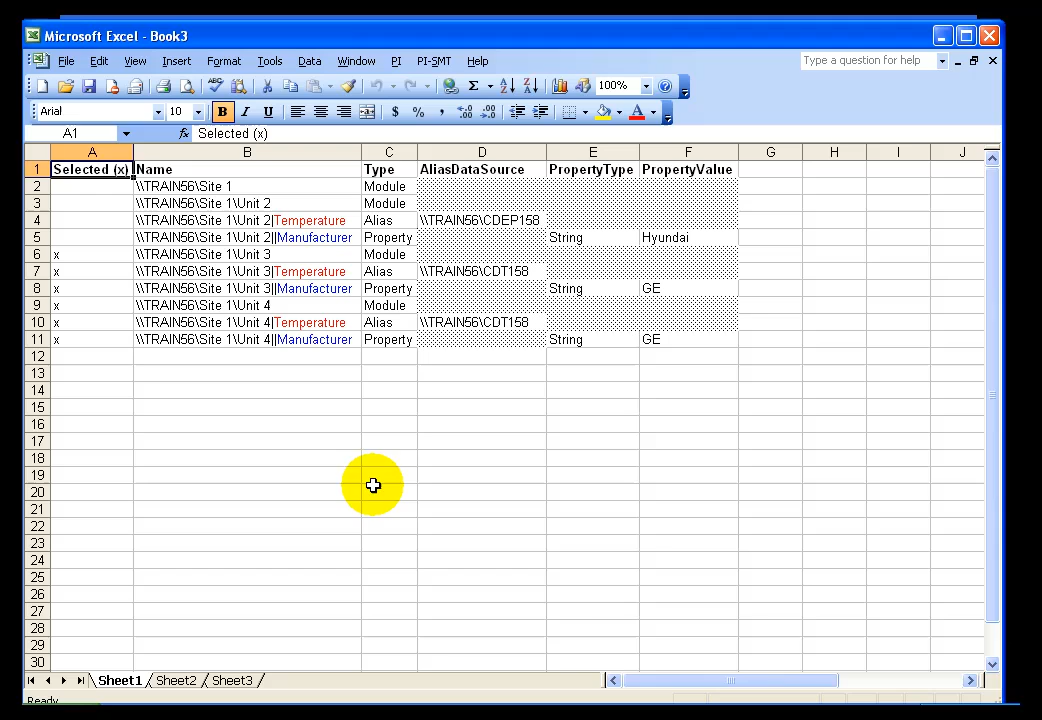 Microsoft Excel - Book3
File Edit View Insert Format Tools Data Window PI PI-SMT Help
Type a question for help
100%
Arial 10 B I U $ % ,
A1 fx Selected (x)
A B C D E F G H I J
1 Selected (x) Name Type AliasDataSource PropertyType PropertyValue
2 \\TRAIN56\Site 1 Module
3 \\TRAIN56\Site 1\Unit 2 Module
4 \\TRAIN56\Site 1\Unit 2|Temperature Alias \\TRAIN56\CDEP158
5 \\TRAIN56\Site 1\Unit 2||Manufacturer Property String Hyundai
6 x \\TRAIN56\Site 1\Unit 3 Module
7 x \\TRAIN56\Site 1\Unit 3|Temperature Alias \\TRAIN56\CDT158
8 x \\TRAIN56\Site 1\Unit 3||Manufacturer Property String GE
9 x \\TRAIN56\Site 1\Unit 4 Module
10 x \\TRAIN56\Site 1\Unit 4|Temperature Alias \\TRAIN56\CDT158
11 x \\TRAIN56\Site 1\Unit 4||Manufacturer Property String GE
12
13
14
15
16
17
18
19
20
21
22
23
24
25
26
27
28
29
30
Sheet1 Sheet2 Sheet3
Ready